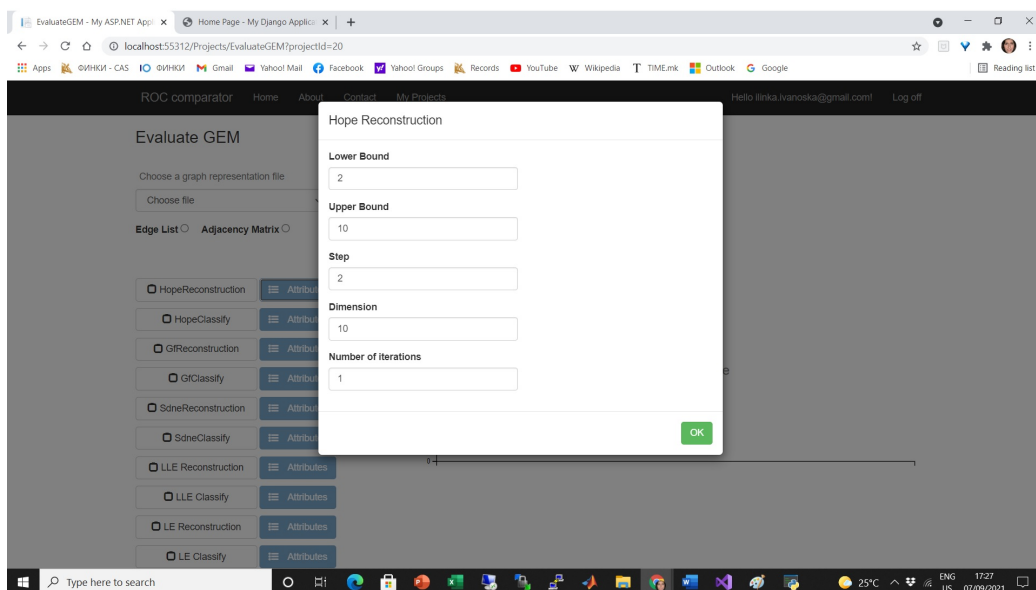 EvaluateGEM - My ASP.NET Appl
Home Page - My Django Applica
localhost:55312/Projects/EvaluateGEM?projectId=20
Apps ФИНКИ - CAS ФИНКИ Gmail Yahoo! Mail Facebook Yahoo! Groups Records YouTube Wikipedia TIME.mk Outlook Google Reading list
ROC comparator Home About Contact My Projects Hello ilinka.ivanoska@gmail.com! Log off
Evaluate GEM
Choose a graph representation file
Choose file
Edge List Adjacency Matrix
HopeReconstruction Attribut
HopeClassify Attribut
GfReconstruction Attribut
GfClassify Attribut
SdneReconstruction Attribut
SdneClassify Attribut
LLE Reconstruction Attributes
LLE Classify Attributes
LE Reconstruction Attributes
LE Classify Attributes
Hope Reconstruction
Lower Bound
2
Upper Bound
10
Step
2
Dimension
10
Number of iterations
1
OK
e
0
Type here to search
25°C
ENG
US
17:27
07/09/2021